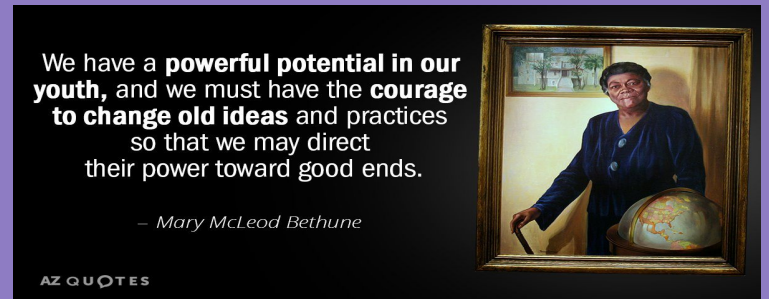 We have a powerful potential in our
youth, and we must have the courage
to change old ideas and practices
so that we may direct
their power toward good ends.
– Mary McLeod Bethune
AZ QUOTES